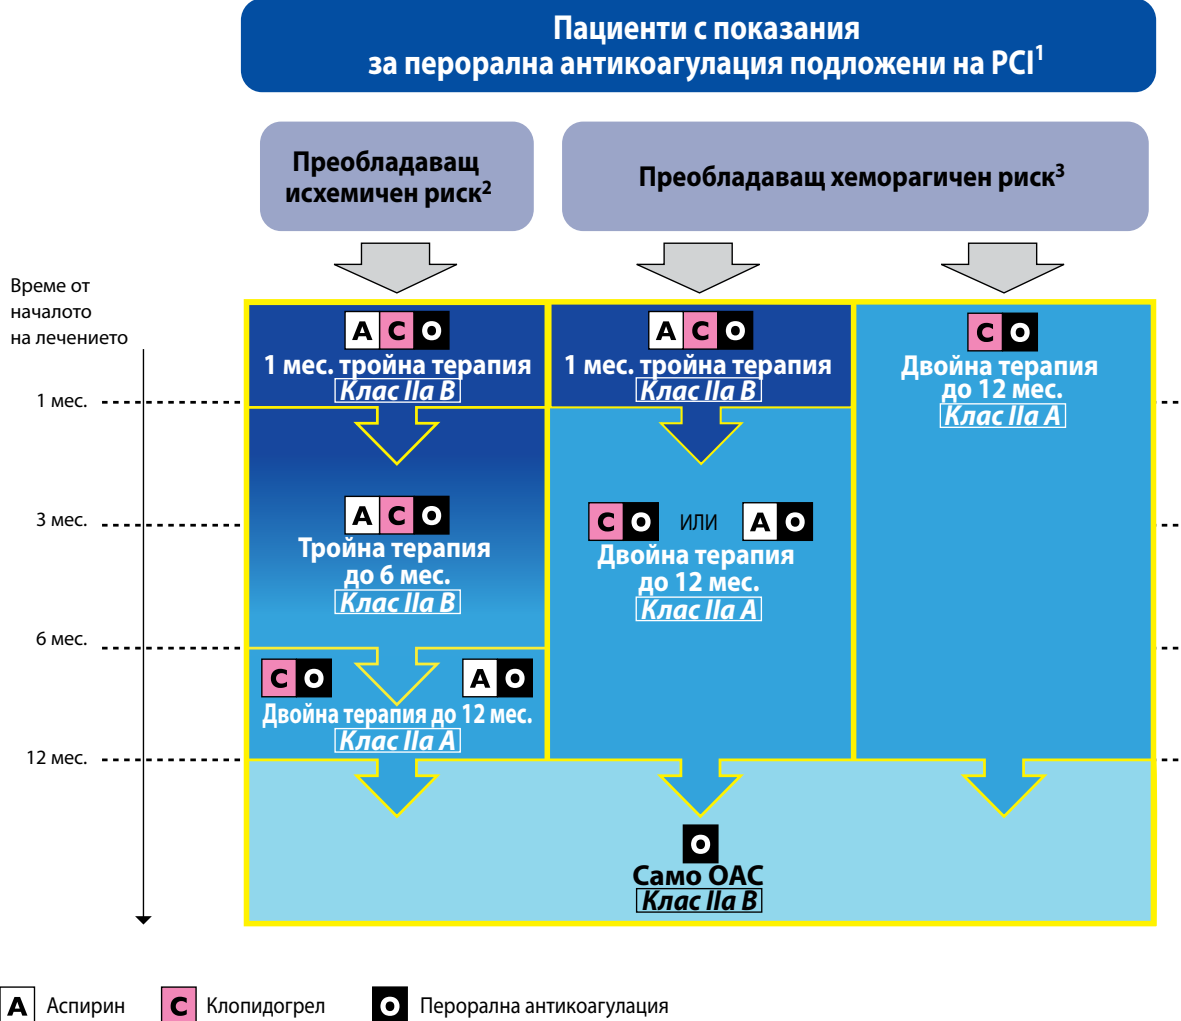 Пациенти с показания
за перорална антикоагулация подложени на PCI1
Преобладаващ
исхемичен риск2
Преобладаващ хеморагичен риск3
Време от
началото
на лечението
A C O
1 мес. тройна терапия
Клас IIa B
A C O
1 мес. тройна терапия
Клас IIa B
C O
Двойна терапия
до 12 мес.
Клас IIa A
1 мес.
3 мес.
A C O
Тройна терапия
до 6 мес.
Клас IIa B
C O ИЛИ A O
Двойна терапия
до 12 мес.
Клас IIa A
6 мес.
C O A O
Двойна терапия до 12 мес.
Клас IIa A
12 мес.
O
Само ОАС
Клас IIa B
A Аспирин C Клопидогрел O Перорална антикоагулация